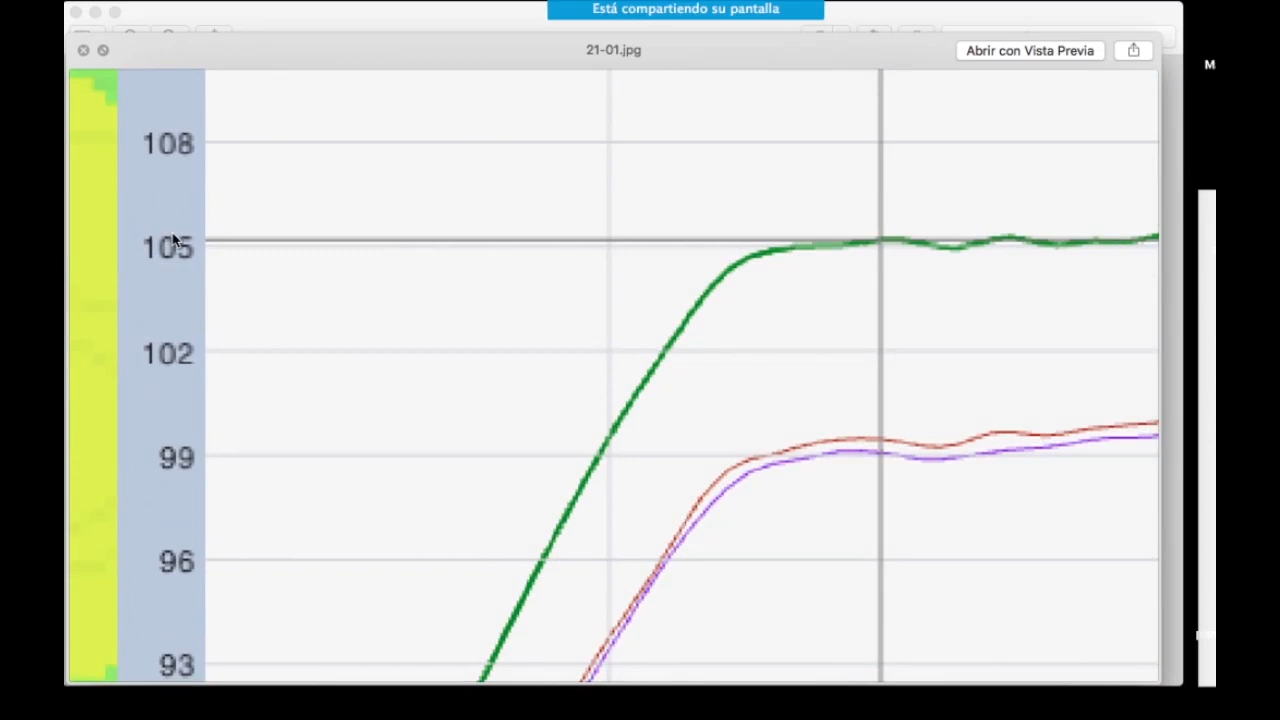 Está compartiendo su pantalla
21-01.jpg
Abrir con Vista Previa
M
108
105
102
99
96
93